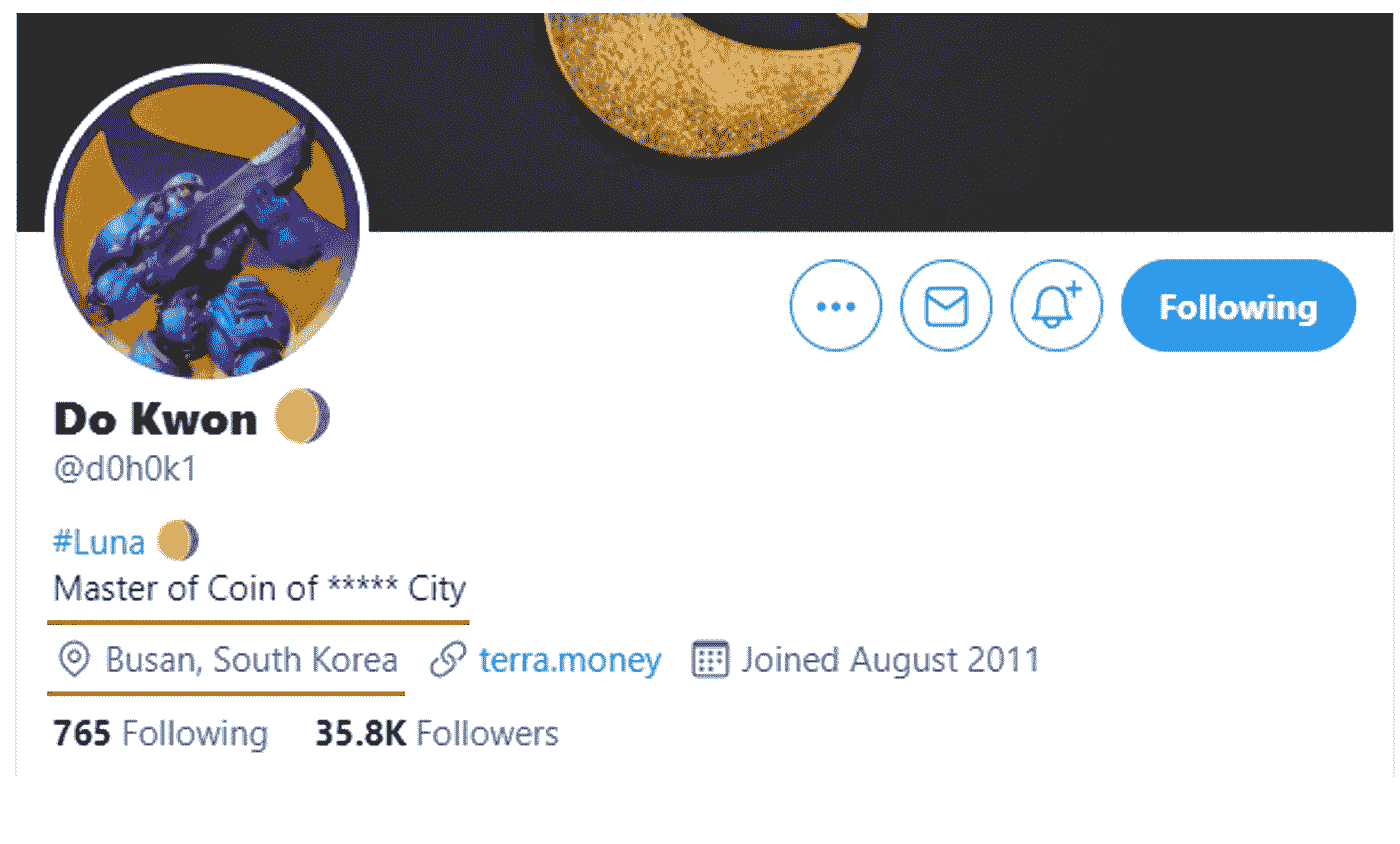 Following
Do Kwon
@d0h0k1
#Luna
Master of Coin of ***** City
Busan, South Korea terra.money Joined August 2011
765 Following 35.8K Followers